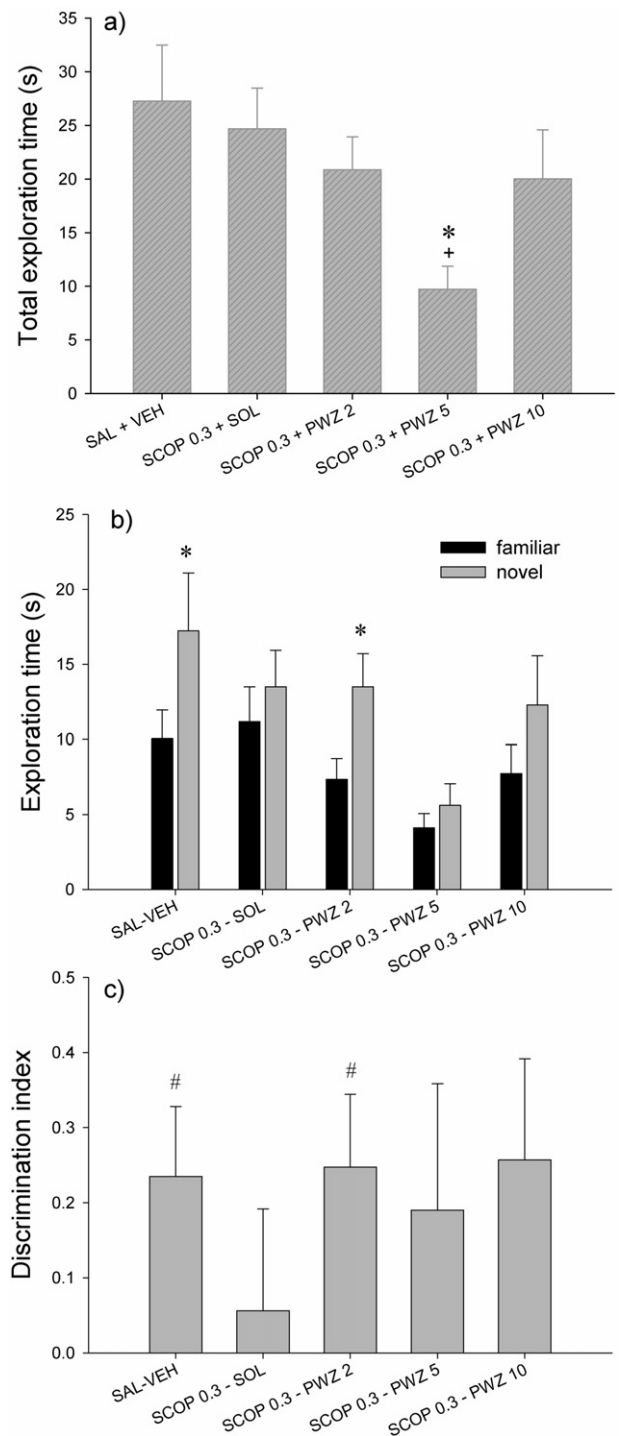 a)
Total exploration time (s)
35
30
25
20
15
10
5
0
*
+
SAL + VEH
SCOP 0.3 + SOL
SCOP 0.3 + PWZ 2
SCOP 0.3 + PWZ 5
SCOP 0.3 + PWZ 10
b)
Exploration time (s)
25
20
15
10
5
0
familiar
novel
*
*
SAL-VEH
SCOP 0.3 - SOL
SCOP 0.3 - PWZ 2
SCOP 0.3 - PWZ 5
SCOP 0.3 - PWZ 10
c)
Discrimination index
0.5
0.4
0.3
0.2
0.1
0.0
#
#
SAL-VEH
SCOP 0.3 - SOL
SCOP 0.3 - PWZ 2
SCOP 0.3 - PWZ 5
SCOP 0.3 - PWZ 10